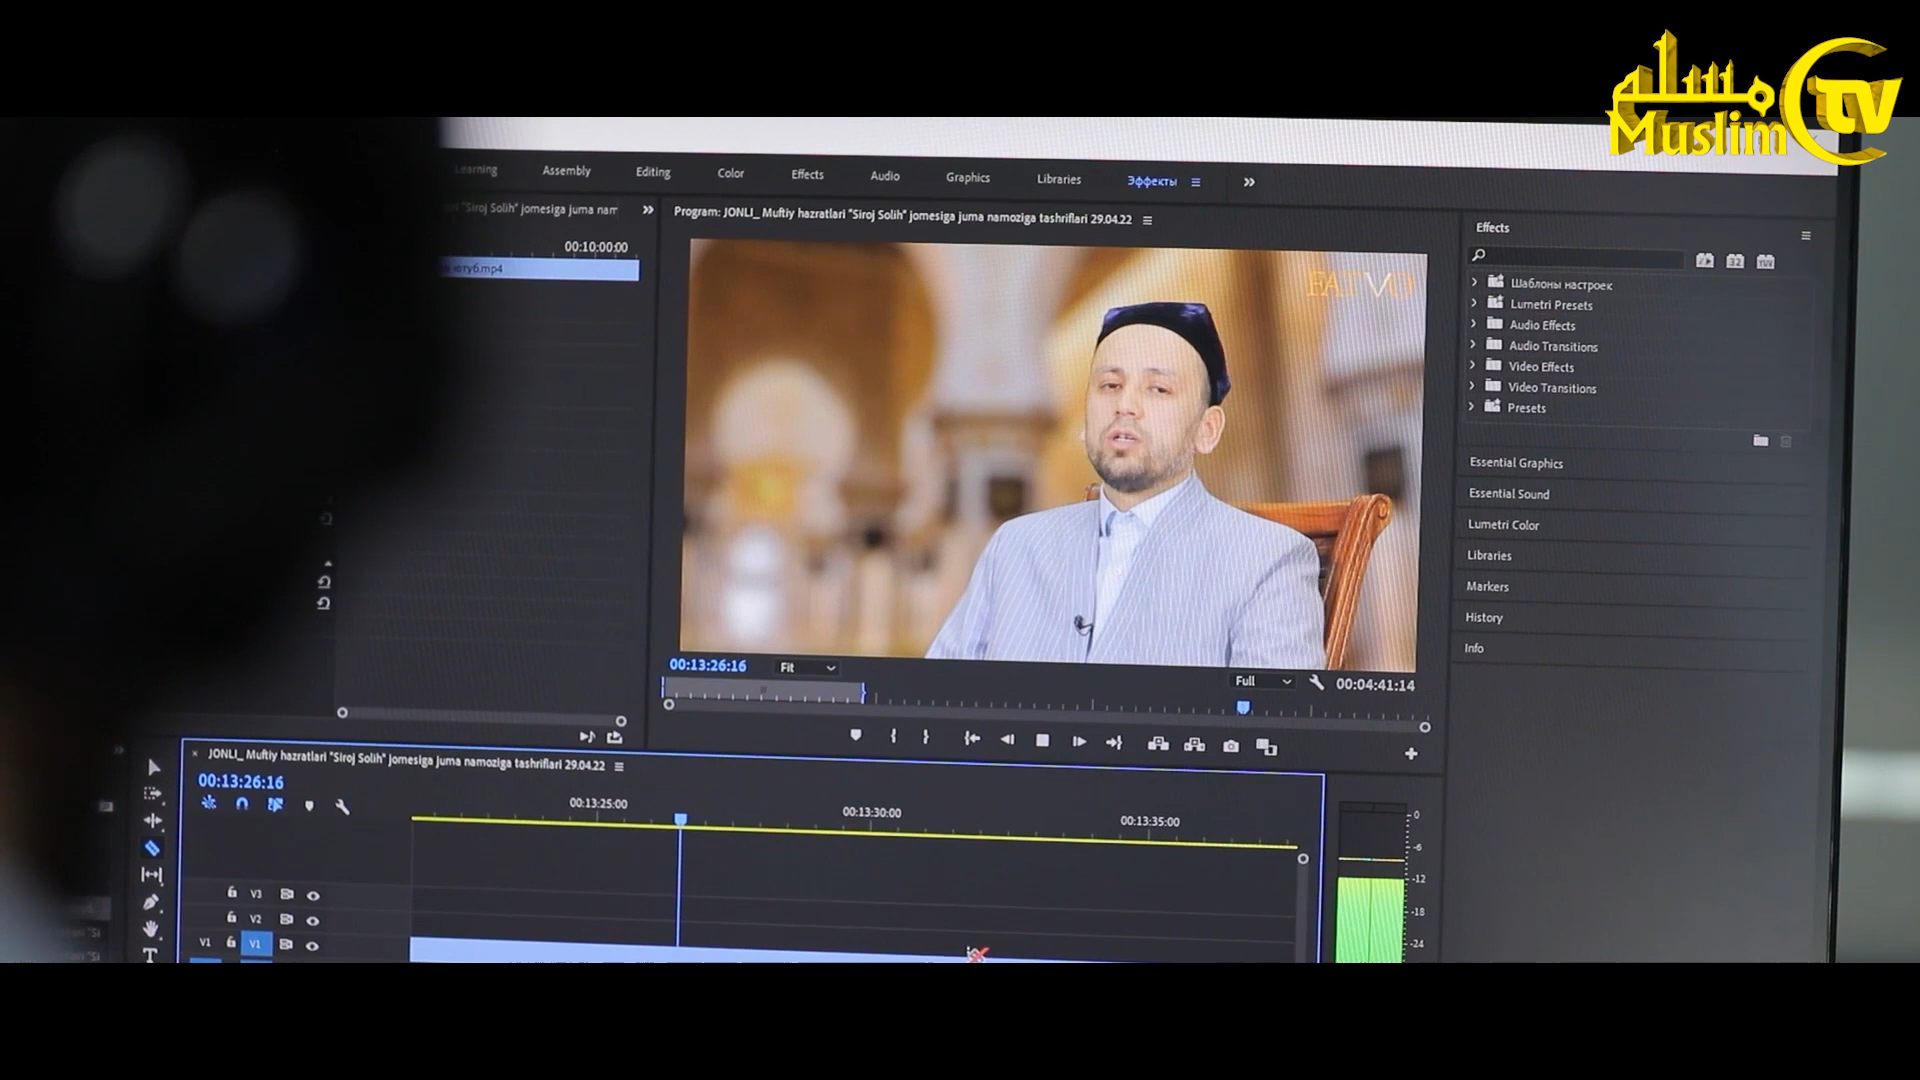 مسلم
Muslim TV
Learning Assembly Editing Color Effects Audio Graphics Libraries Эффекты
"Siroj Solih" jomesiga juma nam
Program: JONLI_ Muftiy hazratlari "Siroj Solih" jomesiga juma namoziga tashriflari 29.04.22
Effects
00:10:00:00
ютуб.mp4
FATVO
Шаблоны настроек
Lumetri Presets
Audio Effects
Audio Transitions
Video Effects
Video Transitions
Presets
Essential Graphics
Essential Sound
Lumetri Color
Libraries
Markers
History
Info
00:13:26:16 Fit Full 00:04:41:14
JONLI_ Muftiy hazratlari "Siroj Solih" jomesiga juma namoziga tashriflari 29.04.22
00:13:26:16
00:13:25:00 00:13:30:00 00:13:35:00
V3
V2
V1 V1
0
-6
-12
-18
-24